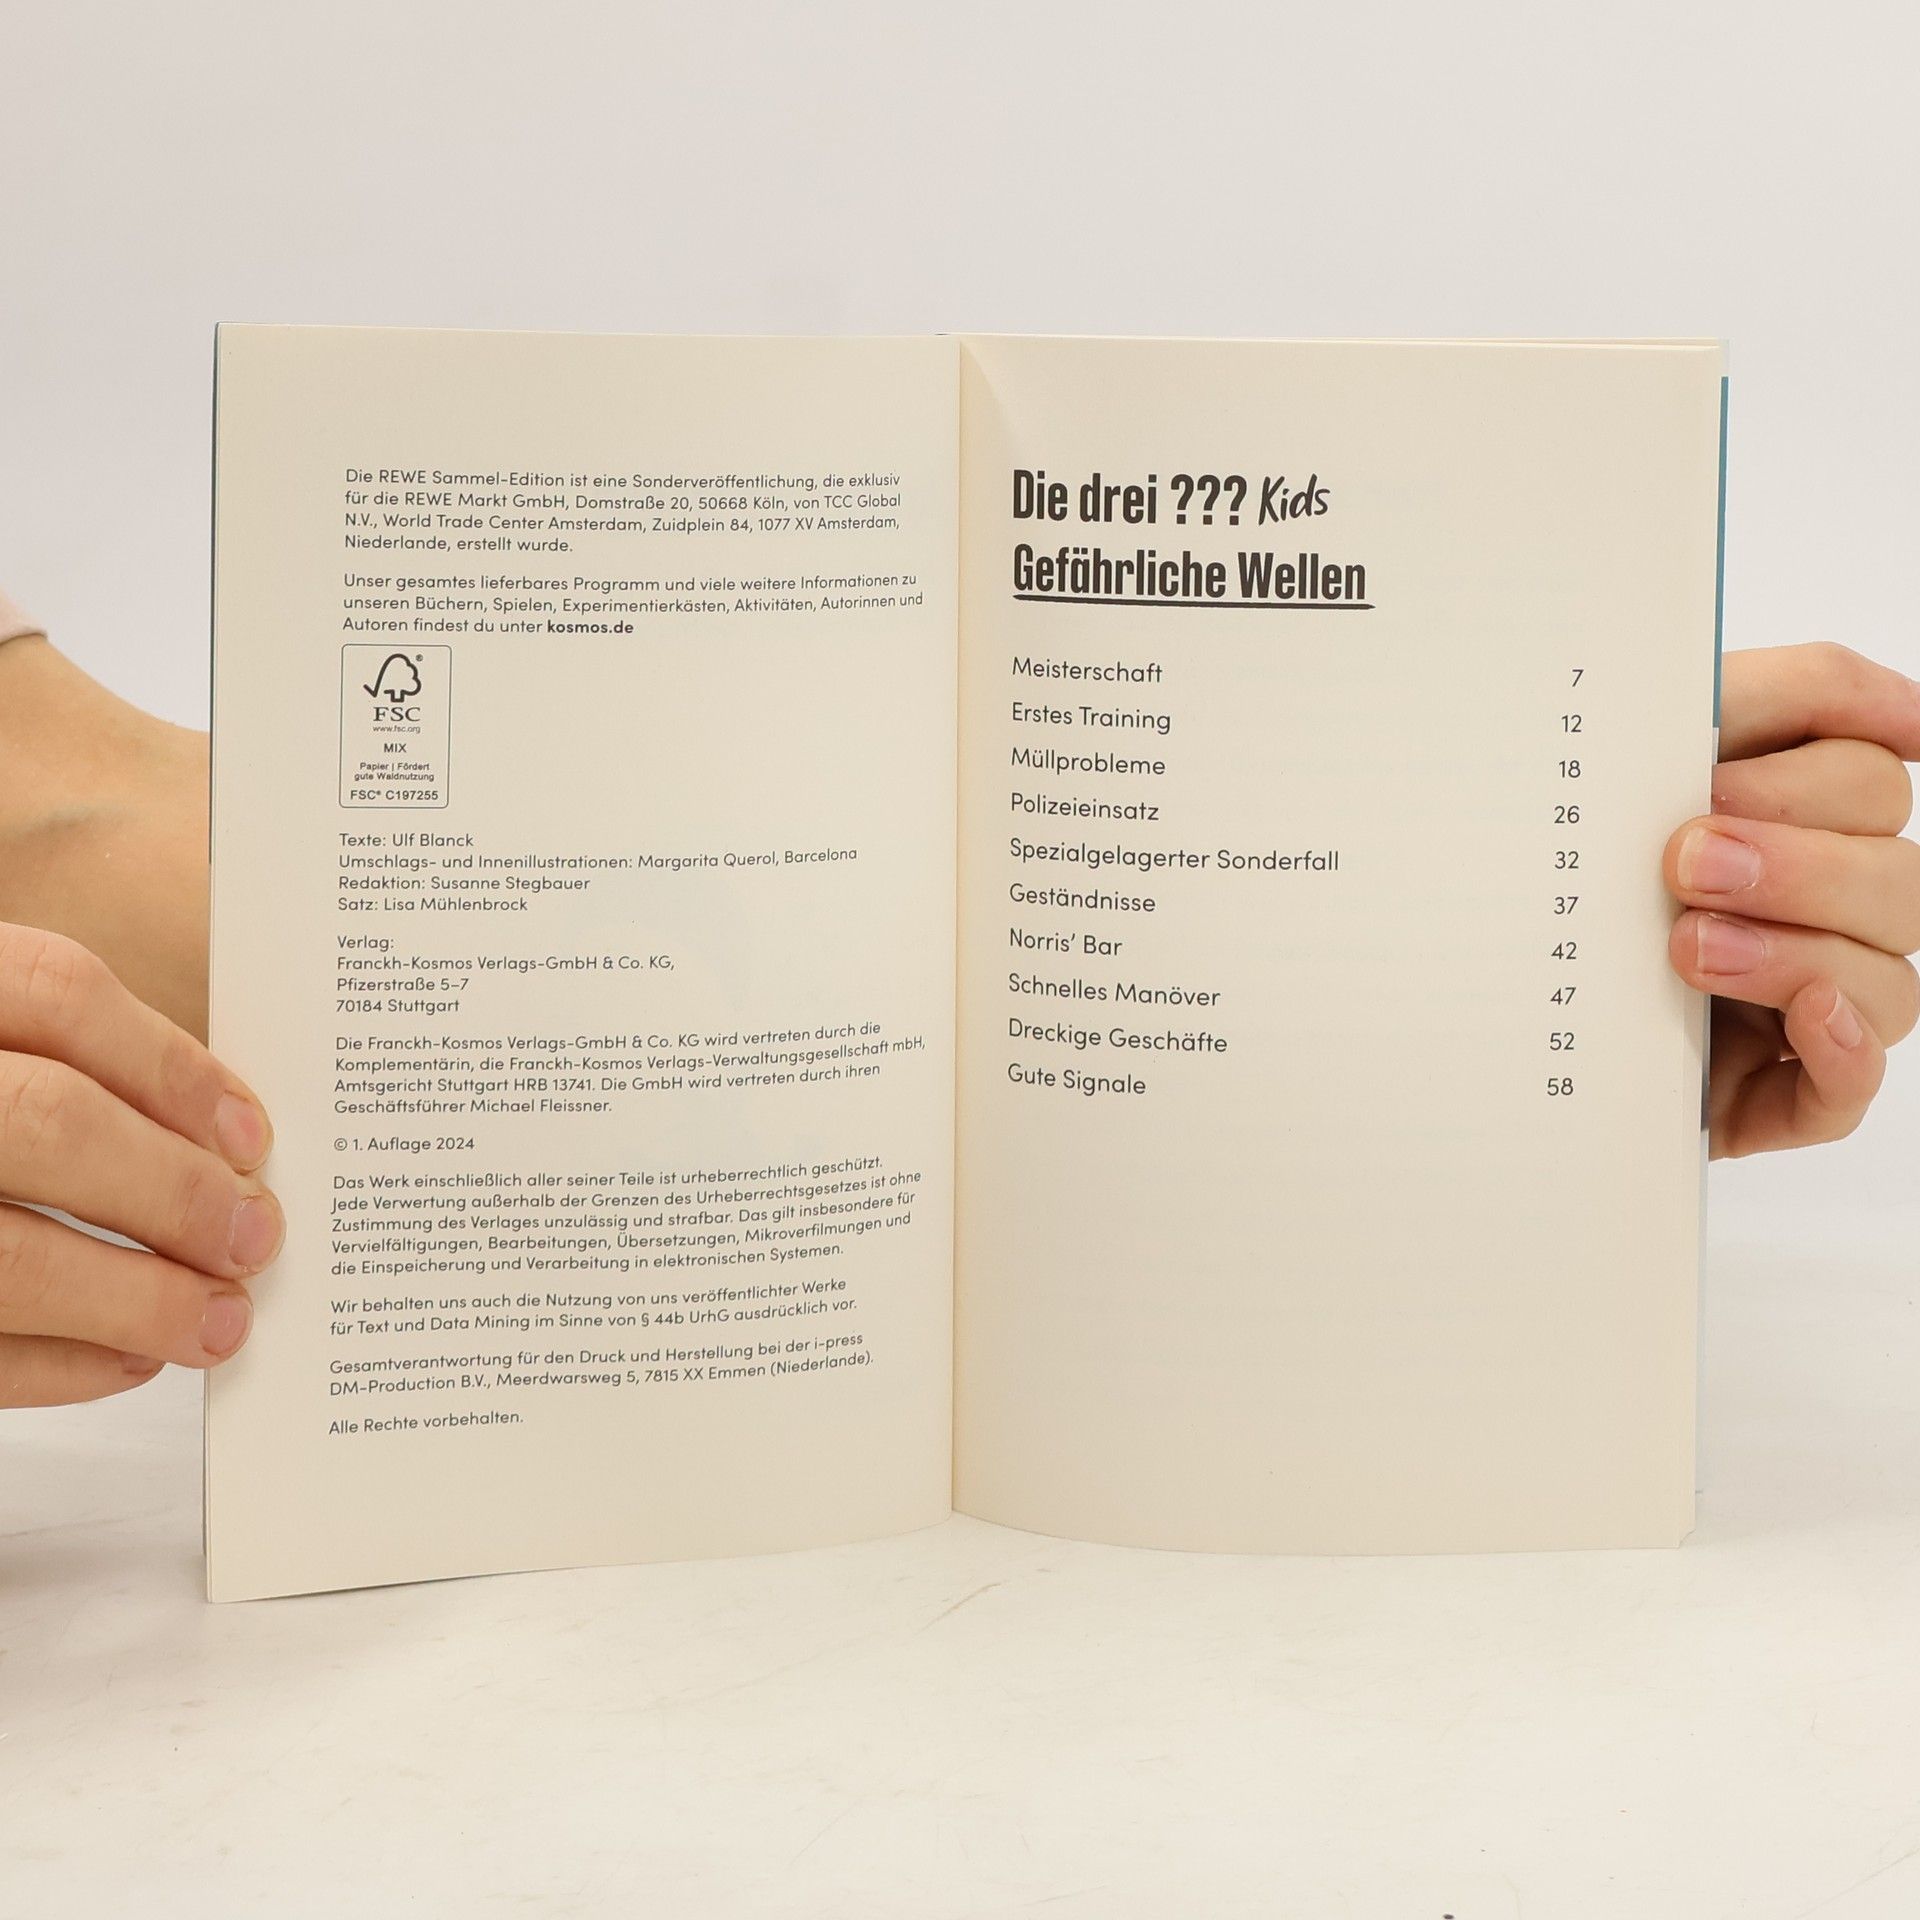 Die REWE Sammel-Edition ist eine Sonderveröffentlichung, die exklusiv
für die REWE Markt GmbH, Domstraße 20, 50668 Köln, von TCC Global
N.V., World Trade Center Amsterdam, Zuidplein 84, 1077 XV Amsterdam,
Niederlande, erstellt wurde.
Unser gesamtes lieferbares Programm und viele weitere Informationen zu
unseren Büchern, Spielen, Experimentierkästen, Aktivitäten, Autorinnen und
Autoren findest du unter kosmos.de
®
FSC
www.fsc.org
MIX
Papier | Fördert
gute Waldnutzung
FSC® C197255
Texte: Ulf Blanck
Umschlags- und Innenillustrationen: Margarita Querol, Barcelona
Redaktion: Susanne Stegbauer
Satz: Lisa Mühlenbrock
Verlag:
Franckh-Kosmos Verlags-GmbH & Co. KG,
Pfizerstraße 5–7
70184 Stuttgart
Die Franckh-Kosmos Verlags-GmbH & Co. KG wird vertreten durch die
Komplementärin, die Franckh-Kosmos Verlags-Verwaltungsgesellschaft mbH,
Amtsgericht Stuttgart HRB 13741. Die GmbH wird vertreten durch ihren
Geschäftsführer Michael Fleissner.
© 1. Auflage 2024
Das Werk einschließlich aller seiner Teile ist urheberrechtlich geschützt.
Jede Verwertung außerhalb der Grenzen des Urheberrechtsgesetzes ist ohne
Zustimmung des Verlages unzulässig und strafbar. Das gilt insbesondere für
Vervielfältigungen, Bearbeitungen, Übersetzungen, Mikroverfilmungen und
die Einspeicherung und Verarbeitung in elektronischen Systemen.
Wir behalten uns auch die Nutzung von uns veröffentlichter Werke
für Text und Data Mining im Sinne von § 44b UrhG ausdrücklich vor.
Gesamtverantwortung für den Druck und Herstellung bei der i-press
DM-Production B.V., Meerdwarsweg 5, 7815 XX Emmen (Niederlande).
Alle Rechte vorbehalten.
Die drei ??? Kids
Gefährliche Wellen
Meisterschaft 7
Erstes Training 12
Müllprobleme 18
Polizeieinsatz 26
Spezialgelagerter Sonderfall 32
Geständnisse 37
Norris’ Bar 42
Schnelles Manöver 47
Dreckige Geschäfte 52
Gute Signale 58